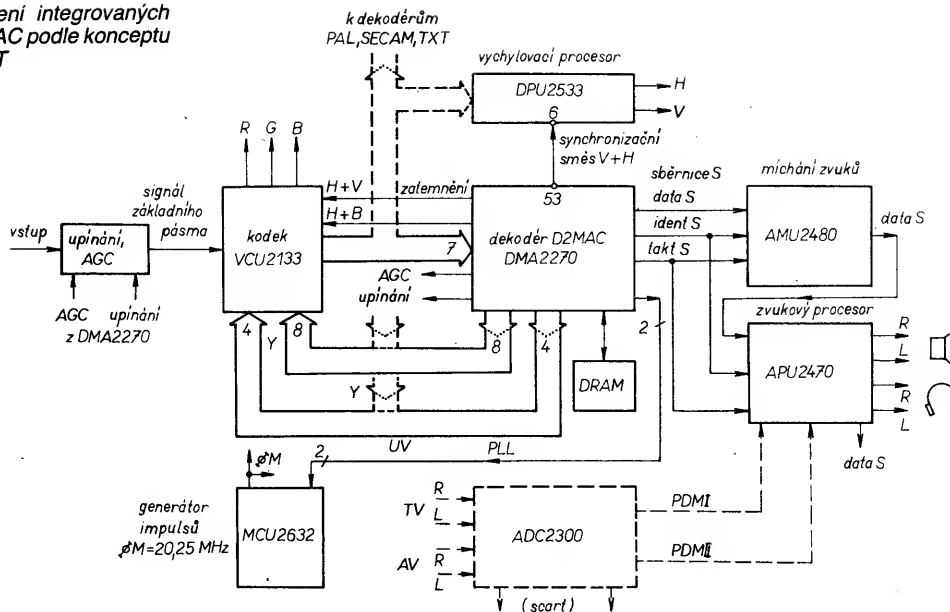 ení integrovaných
AC podle konceptu
T
k dekodérům
PAL, SECAM, TXT
vychylovací procesor
DPU2533
6
H
V
synchronizační
směs V+H
R G B
vstup
upínání,
AGC
signál
základního
pásma
AGC
upínání
z DMA2270
kodek
VCU2133
H+V
zatemnění
H+B
7
AGC
upínání
53
dekodér D2MAC
DMA2270
sběrnice S
data S
ident S
takt S
míchání zvuků
AMU2480
data S
zvukový procesor
APU2470
R
L
R
L
data S
4
Y
8
8
4
Y
UV
DRAM
2
PLL
2
ØM
generátor
impulsů
ØM=20,25 MHz
MCU2632
TV
R
L
AV
R
L
ADC2300
PDMI
PDMII
(scart)